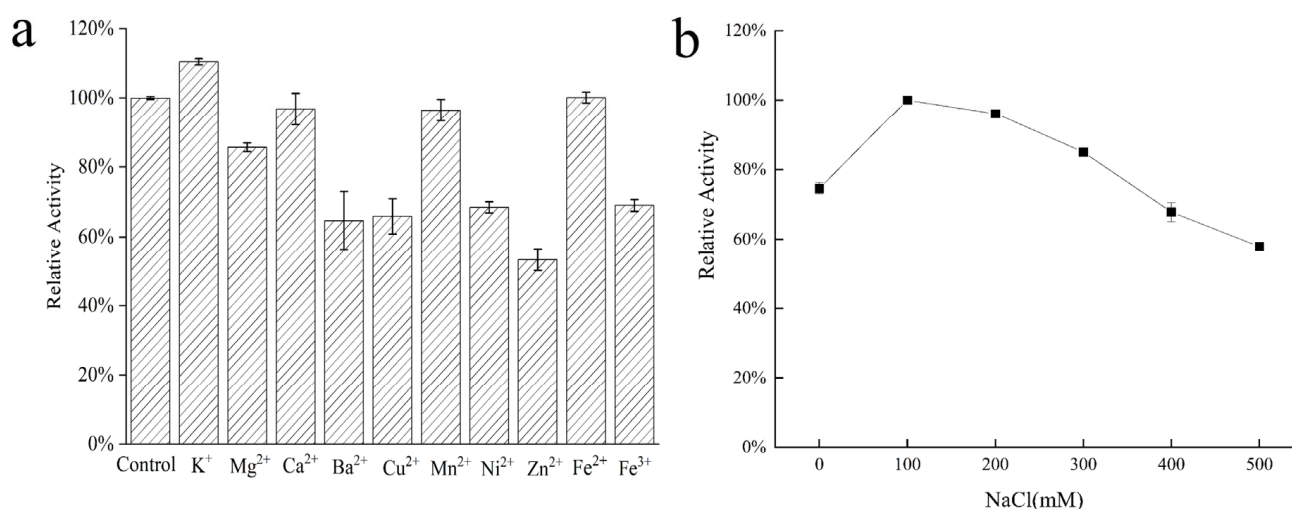 a
120%
100%
80%
60%
40%
20%
0%
Relative Activity
Control K⁺ Mg²⁺ Ca²⁺ Ba²⁺ Cu²⁺ Mn²⁺ Ni²⁺ Zn²⁺ Fe²⁺ Fe³⁺
b
120%
100%
80%
60%
40%
20%
0%
Relative Activity
0 100 200 300 400 500
NaCl(mM)